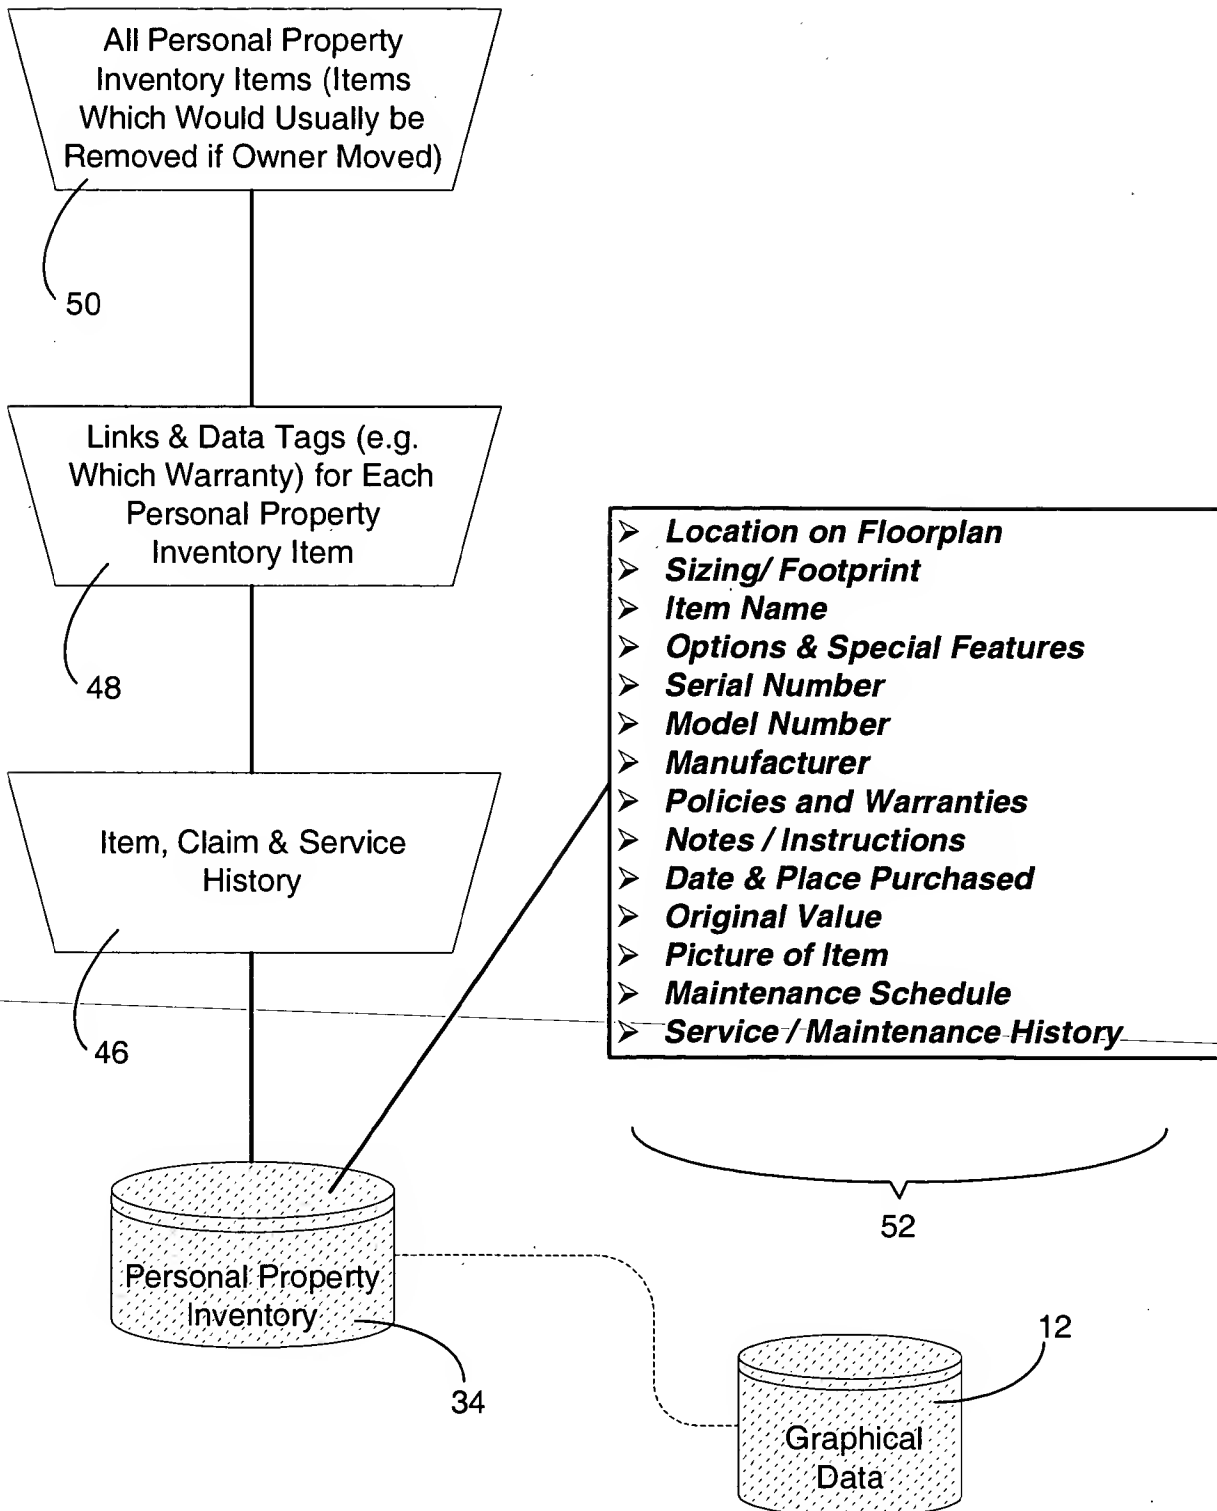 All Personal Property
Inventory Items (Items
Which Would Usually be
Removed if Owner Moved)
50
Links & Data Tags (e.g.
Which Warranty) for Each
Personal Property
Inventory Item
48
Item, Claim & Service
History
46
➢ Location on Floorplan
➢ Sizing/ Footprint
➢ Item Name
➢ Options & Special Features
➢ Serial Number
➢ Model Number
➢ Manufacturer
➢ Policies and Warranties
➢ Notes / Instructions
➢ Date & Place Purchased
➢ Original Value
➢ Picture of Item
➢ Maintenance Schedule
➢ Service / Maintenance History
52
Personal Property
Inventory
34
12
Graphical
Data